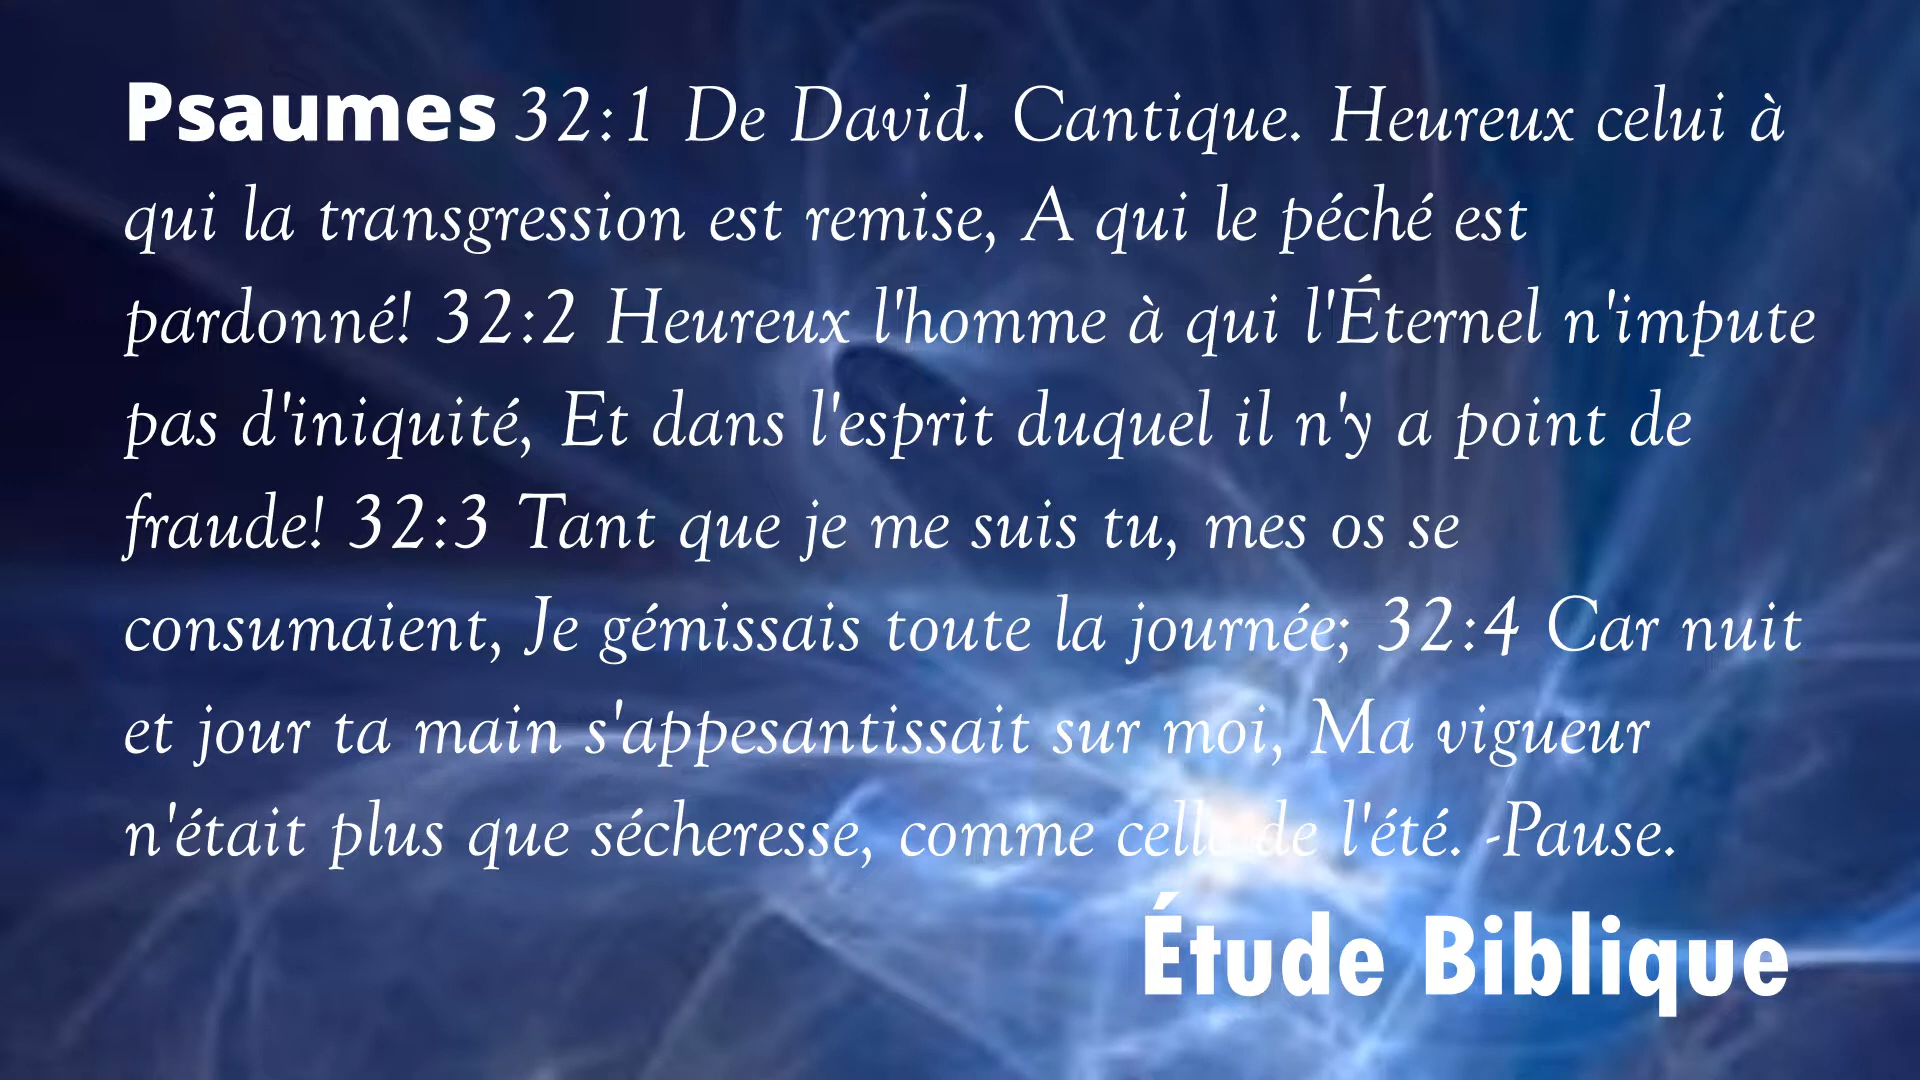 Psaumes 32:1 De David. Cantique. Heureux celui à
qui la transgression est remise, A qui le péché est
pardonné! 32:2 Heureux l'homme à qui l'Éternel n'impute
pas d'iniquité, Et dans l'esprit duquel il n'y a point de
fraude! 32:3 Tant que je me suis tu, mes os se
consumaient, Je gémissais toute la journée; 32:4 Car nuit
et jour ta main s'appesantissait sur moi, Ma vigueur
n'était plus que sécheresse, comme celle de l'été. -Pause.
Étude Biblique